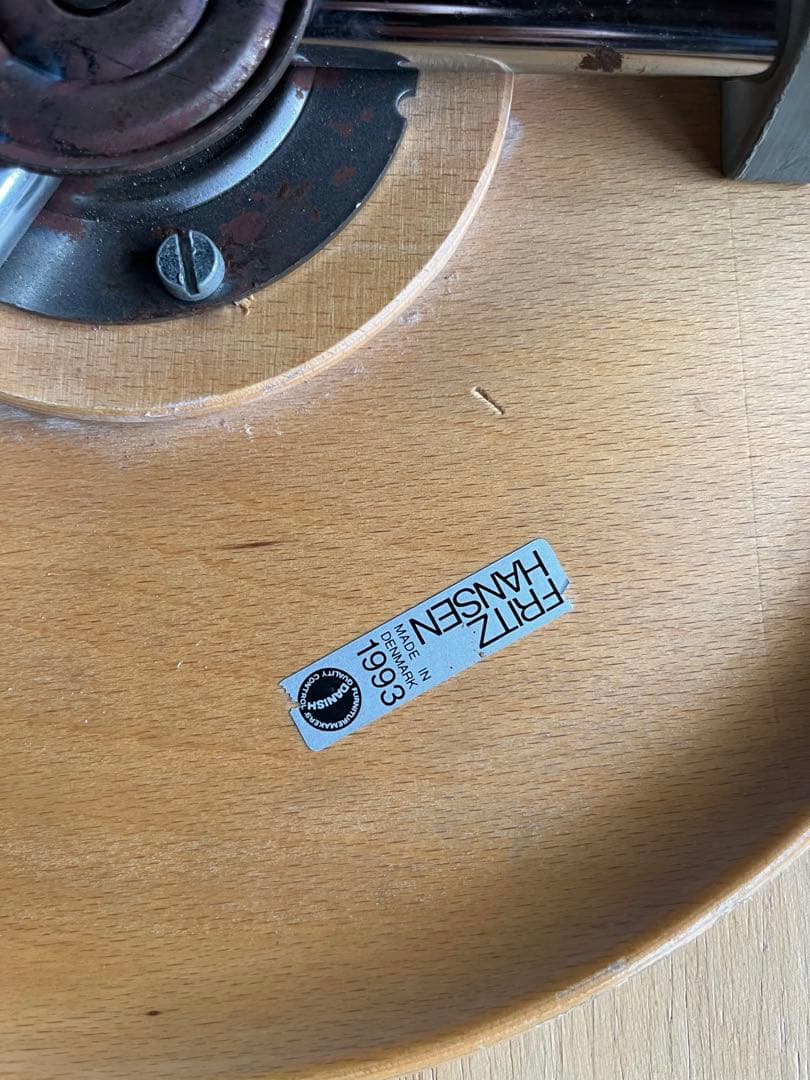 FRITZ
HANSEN
MADE IN
DENMARK
1993
DANISH
FURNITUREMAKERS'
QUALITY CONTROL